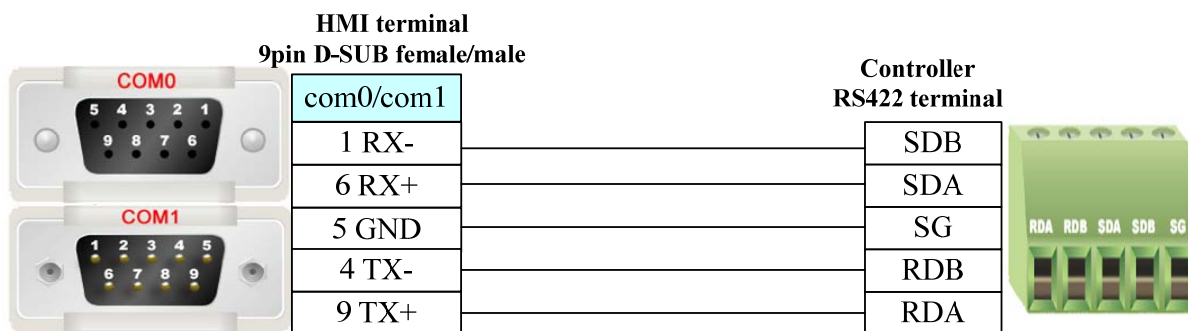 HMI terminal
9pin D-SUB female/male
Controller
RS422 terminal
COM0
5 4 3 2 1
9 8 7 6
COM1
1 2 3 4 5
6 7 8 9
com0/com1
1 RX-
6 RX+
5 GND
4 TX-
9 TX+
SDB
SDA
SG
RDB
RDA
RDA RDB SDA SDB SG